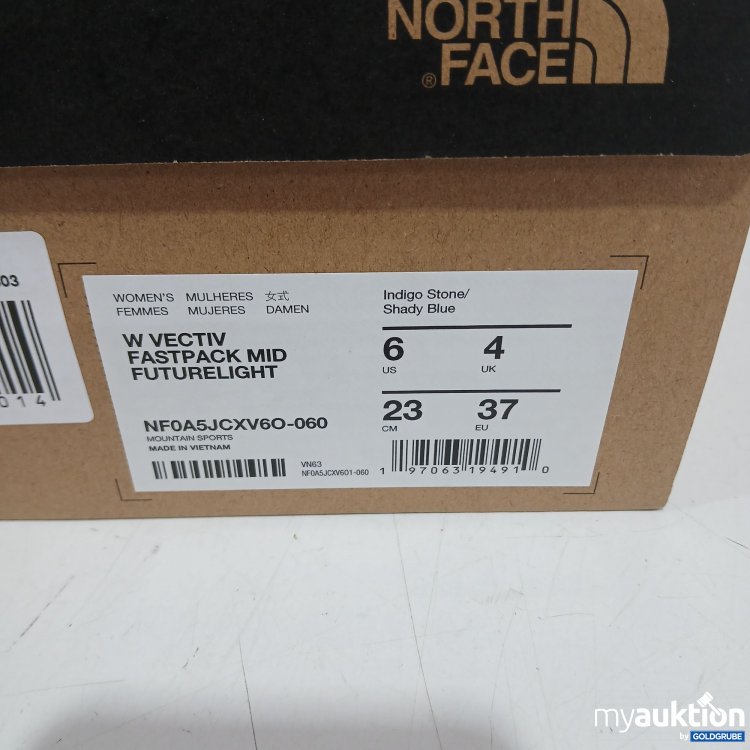 NORTH
® FACE
03
014
WOMEN'S MULHERES 女式
FEMMES MUJERES DAMEN
W VECTIV
FASTPACK MID
FUTURELIGHT
NF0A5JCXV6O-060
MOUNTAIN SPORTS
MADE IN VIETNAM
VN63
NF0A5JCXV601-060
Indigo Stone/
Shady Blue
6 4
US UK
23 37
CM EU
1 97063 19491 0
myauktion
by GOLDGRUBE